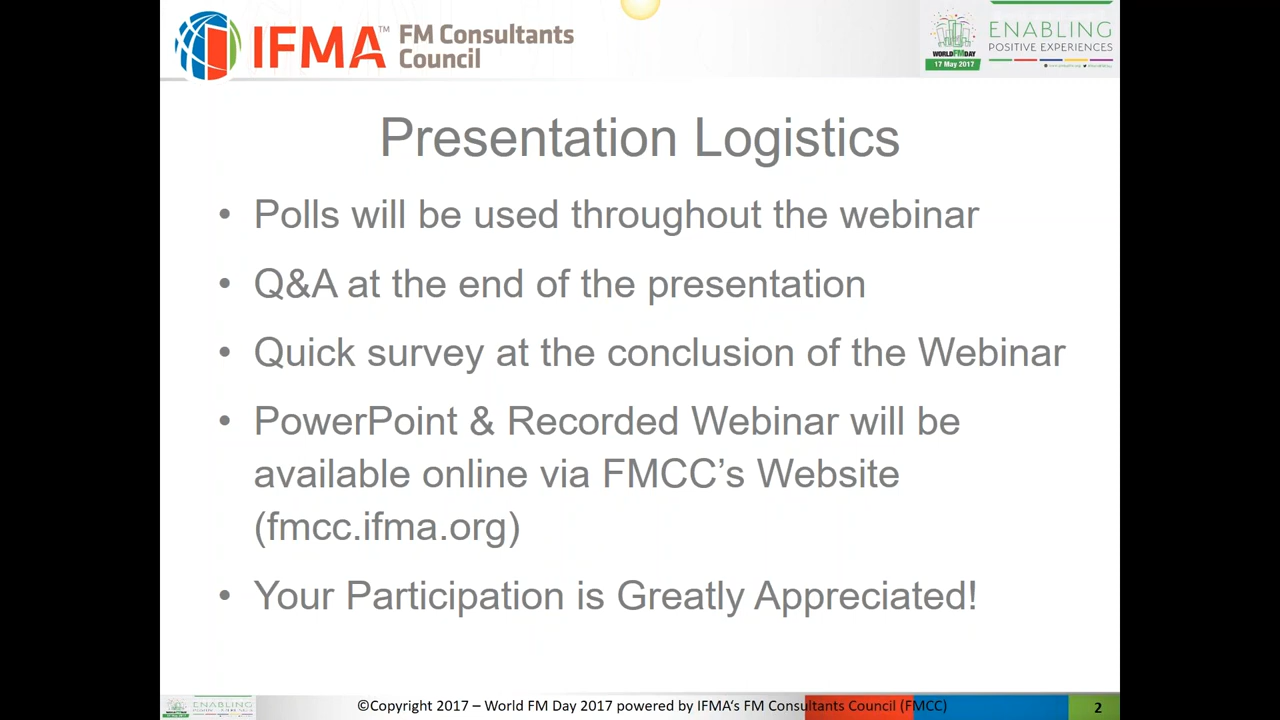 IFMA™ FM Consultants
Council
WORLD FM DAY
17 May 2017
ENABLING
POSITIVE EXPERIENCES
Presentation Logistics
• Polls will be used throughout the webinar
• Q&A at the end of the presentation
• Quick survey at the conclusion of the Webinar
• PowerPoint & Recorded Webinar will be
available online via FMCC’s Website
(fmcc.ifma.org)
• Your Participation is Greatly Appreciated!
ENABLING
©Copyright 2017 – World FM Day 2017 powered by IFMA‘s FM Consultants Council (FMCC)
2